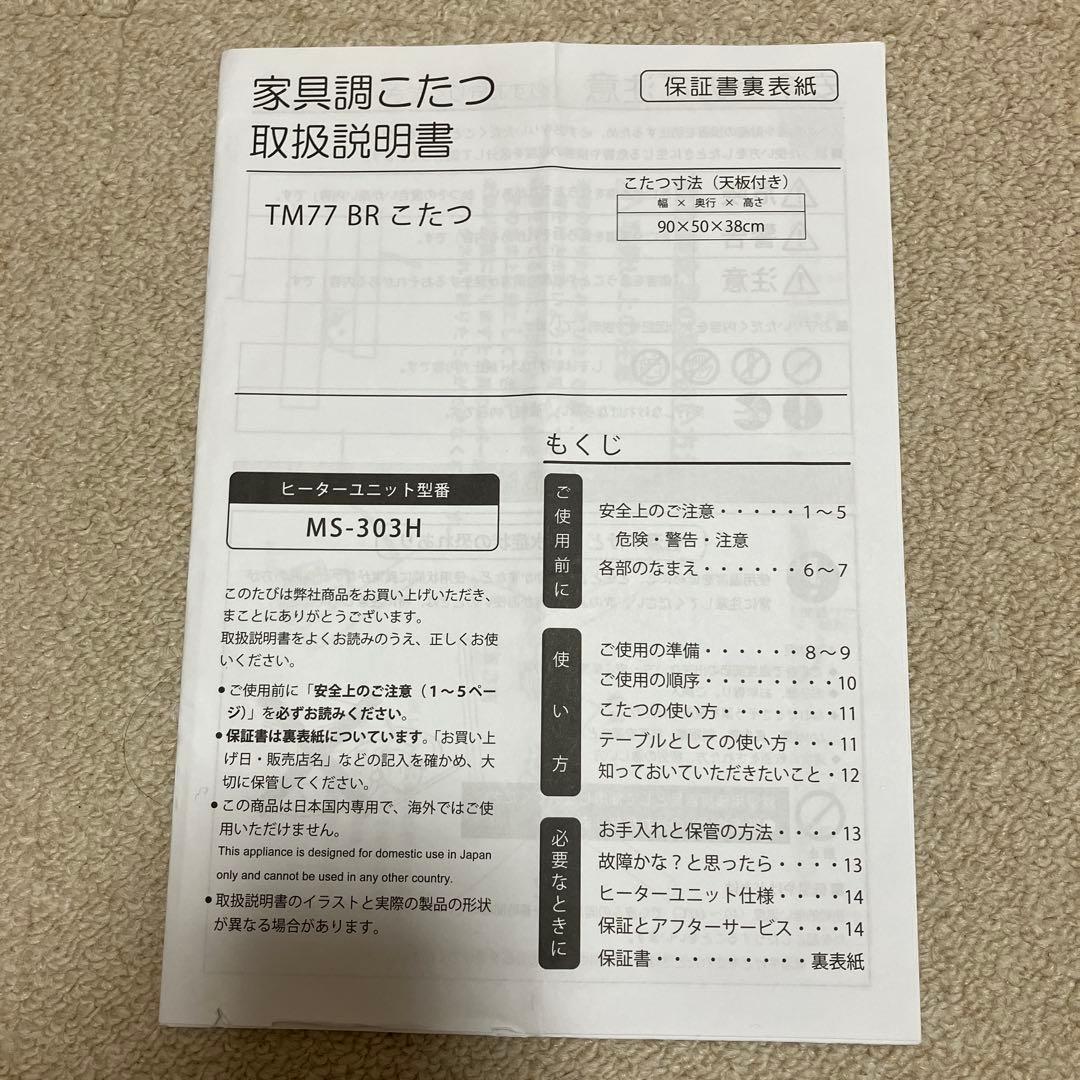 家具調こたつ
取扱説明書
保証書裏表紙
TM77 BR こたつ
こたつ寸法（天板付き）
幅 × 奥行 × 高さ
90×50×38cm
ヒーターユニット型番
MS-303H
このたびは弊社商品をお買い上げいただき、
まことにありがとうございます。
取扱説明書をよくお読みのうえ、正しくお使
いください。
●ご使用前に「安全上のご注意（１～５ペー
ジ）」を必ずお読みください。
●保証書は裏表紙についています。「お買い上
げ日・販売店名」などの記入を確かめ、大
切に保管してください。
●この商品は日本国内専用で、海外ではご使
用いただけません。
This appliance is designed for domestic use in Japan
only and cannot be used in any other country.
●取扱説明書のイラストと実際の製品の形状
が異なる場合があります。
もくじ
ご使用前に
安全上のご注意・・・・・１～５
危険・警告・注意
各部のなまえ・・・・・・６～７
使い方
ご使用の準備・・・・・・８～９
ご使用の順序・・・・・・・・10
こたつの使い方・・・・・・・11
テーブルとしての使い方・・・11
知っておいていただきたいこと・12
必要なときに
お手入れと保管の方法・・・・13
故障かな？と思ったら・・・・13
ヒーターユニット仕様・・・・14
保証とアフターサービス・・・14
保証書・・・・・・・・・裏表紙